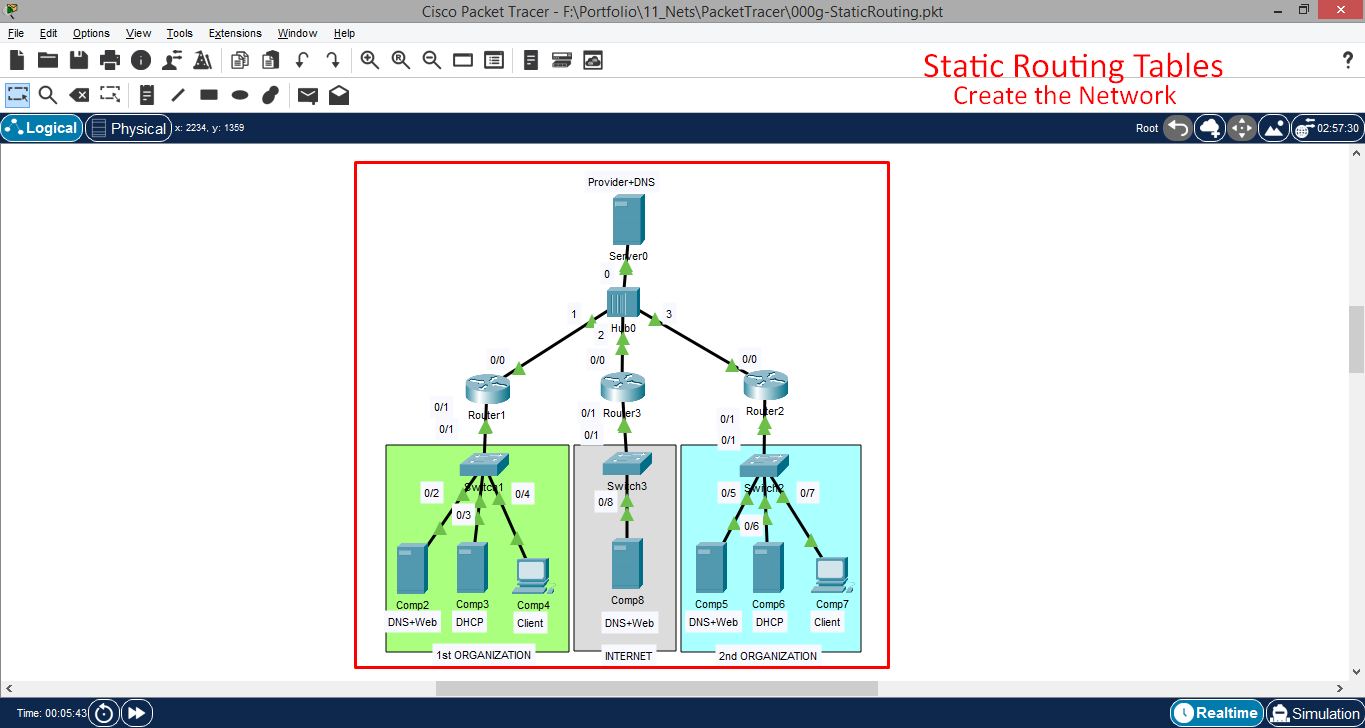 Cisco Packet Tracer - F:\Portfolio\11_Nets\PacketTracer\000g-StaticRouting.pkt
File Edit Options View Tools Extensions Window Help
Static Routing Tables
Create the Network
?
Logical Physical x: 2234, y: 1359 Root 02:57:30
Provider+DNS
Server0
0
1 3
Hub0
2
0/0 0/0 0/0
Router1 Router3 Router2
0/1 0/1 0/1
0/1 0/1 0/1
Switch1 Switch3 Switch2
0/2 0/4 0/5 0/7
0/8
0/3 0/6
Comp2 Comp3 Comp4 Comp8 Comp5 Comp6 Comp7
DNS+Web DHCP Client DNS+Web DNS+Web DHCP Client
1st ORGANIZATION INTERNET 2nd ORGANIZATION
Time: 00:05:43 Realtime Simulation